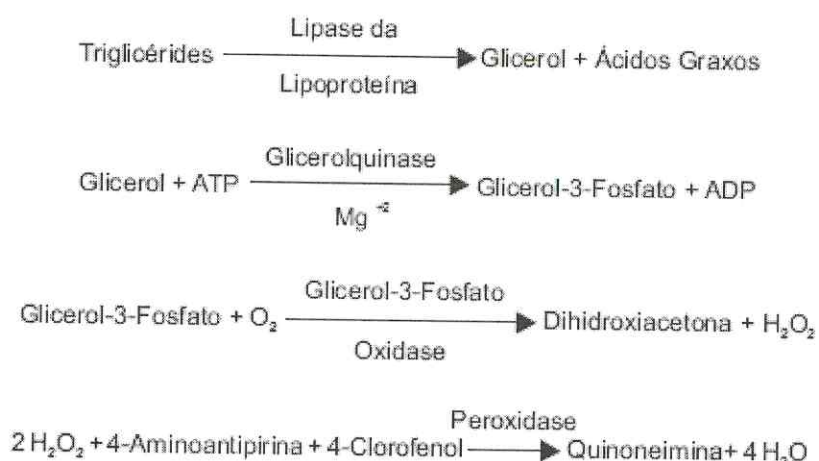 Lipase da
Triglicérides → Glicerol + Ácidos Graxos
Lipoproteína
Glicerolquinase
Glicerol + ATP → Glicerol-3-Fosfato + ADP
Mg⁺²
Glicerol-3-Fosfato
Glicerol-3-Fosfato + O₂ → Dihidroxiacetona + H₂O₂
Oxidase
Peroxidase
2 H₂O₂ + 4-Aminoantipirina + 4-Clorofenol → Quinoneimina + 4 H₂O